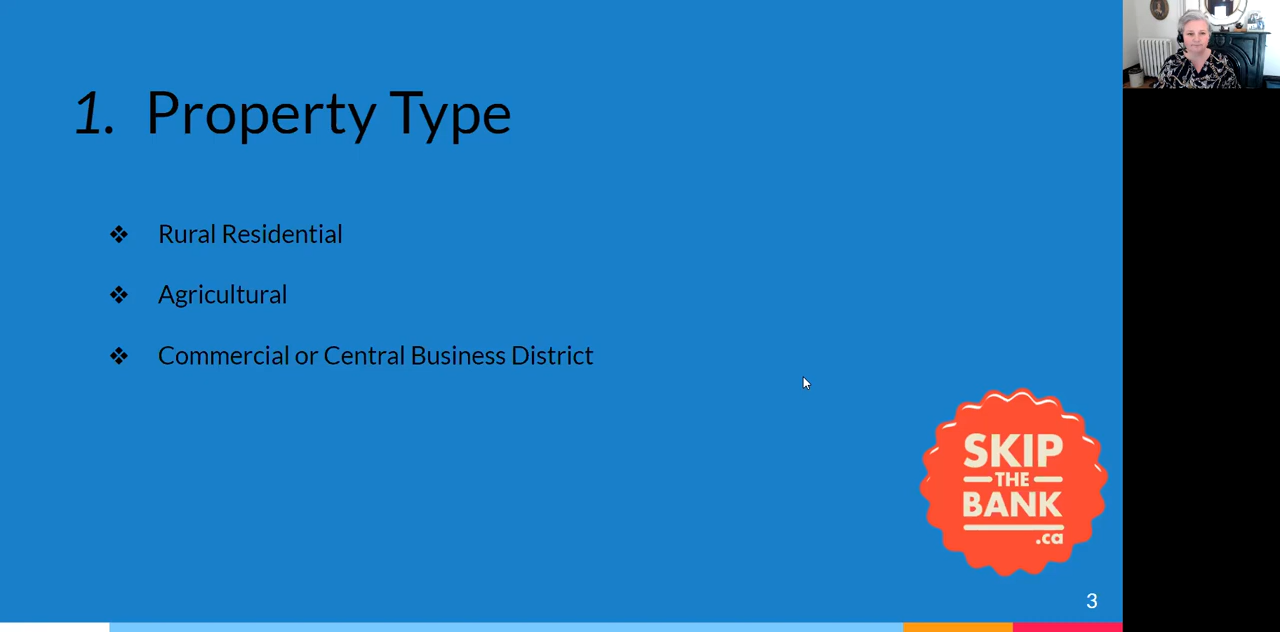 1. Property Type
❖ Rural Residential
❖ Agricultural
❖ Commercial or Central Business District
SKIP
THE
BANK
.ca
3